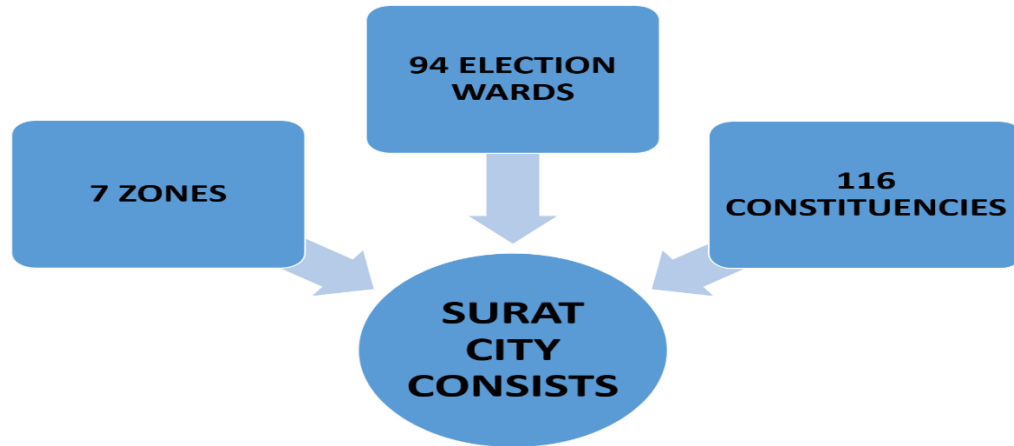 94 ELECTION
WARDS
7 ZONES
116
CONSTITUENCIES
SURAT
CITY
CONSISTS